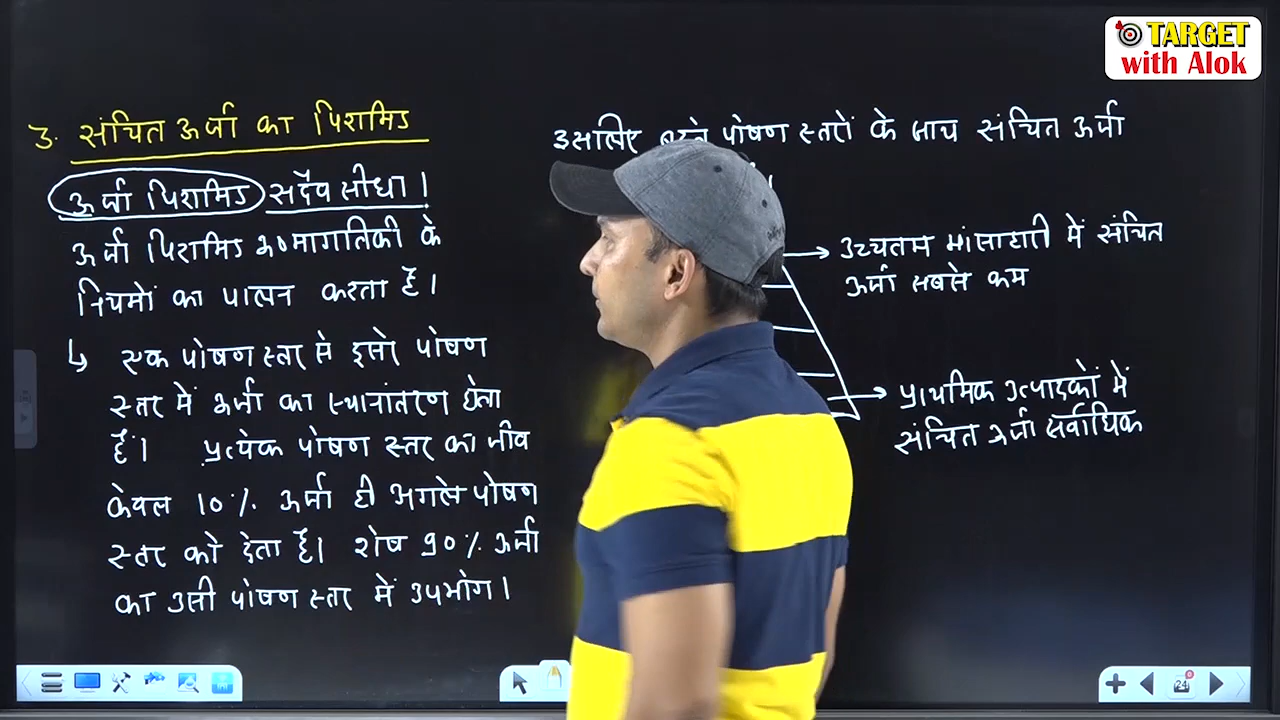 TARGET
with Alok
3. संचित ऊर्जा का पिरामिड
ऊर्जा पिरामिड सदैव सीधा।
ऊर्जा पिरामिड ऊष्मागतिकी के
नियमों का पालन करता है।
↳ एक पोषण स्तर से दूसरे पोषण
स्तर में ऊर्जा का स्थानांतरण होता
है। प्रत्येक पोषण स्तर का जीव
केवल 10% ऊर्जा ही अगले पोषण
स्तर को देता है। शेष 90% ऊर्जा
का उसी पोषण स्तर में उपभोग।
इसलिए पोषण स्तरों के साथ संचित ऊर्जा
→ उच्चतम मांसाहारी में संचित
ऊर्जा सबसे कम
→ प्राथमिक उत्पादकों में
संचित ऊर्जा सर्वाधिक
24